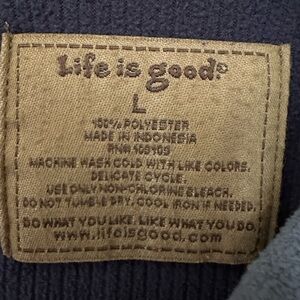 Life is good®
L
100% POLYESTER
MADE IN INDONESIA
RN# 109109
MACHINE WASH COLD WITH LIKE COLORS.
DELICATE CYCLE.
USE ONLY NON-CHLORINE BLEACH.
DO NOT TUMBLE DRY. COOL IRON IF NEEDED.
DO WHAT YOU LIKE. LIKE WHAT YOU DO.
www.lifeisgood.com